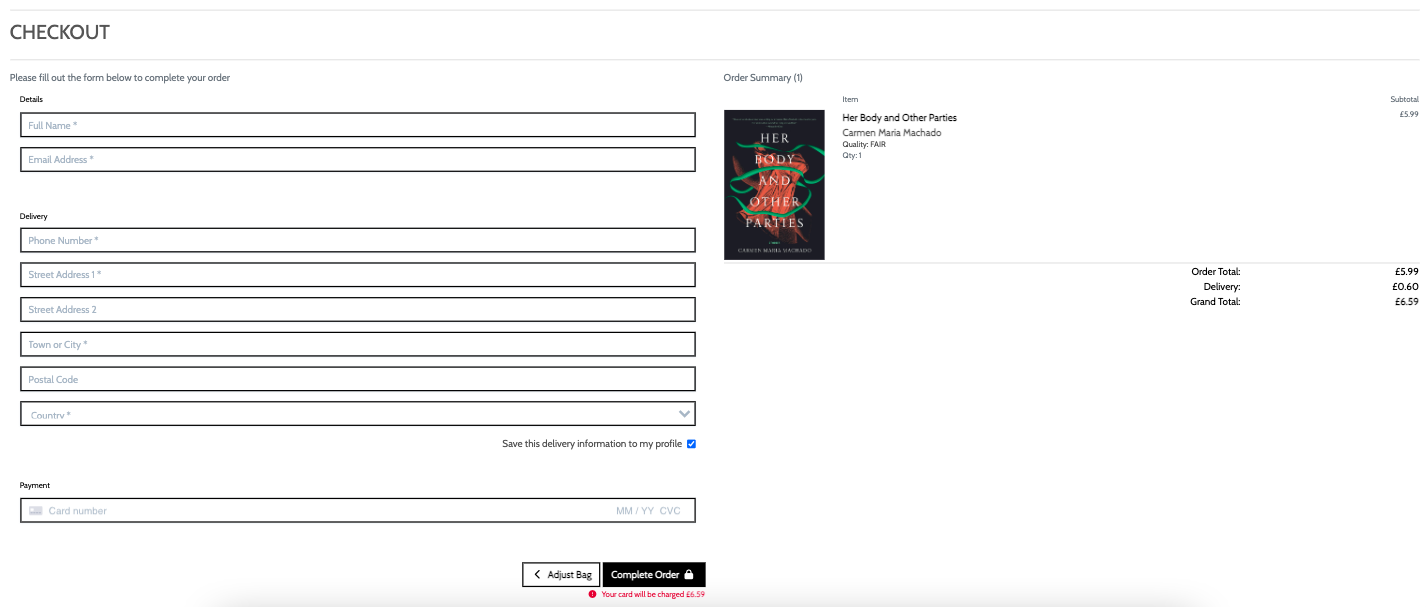 CHECKOUT
Please fill out the form below to complete your order
Details
Full Name *
Email Address *
Delivery
Phone Number *
Street Address 1 *
Street Address 2
Town or City *
Postal Code
Country *
Save this delivery information to my profile
Payment
Card number MM / YY CVC
Adjust Bag
Complete Order
Your card will be charged £6.59
Order Summary (1)
Item Subtotal
HER
BODY
AND
OTHER
PARTIES
CARMEN MARIA MACHADO
Her Body and Other Parties £5.99
Carmen Maria Machado
Quality: FAIR
Qty: 1
Order Total: £5.99
Delivery: £0.60
Grand Total: £6.59